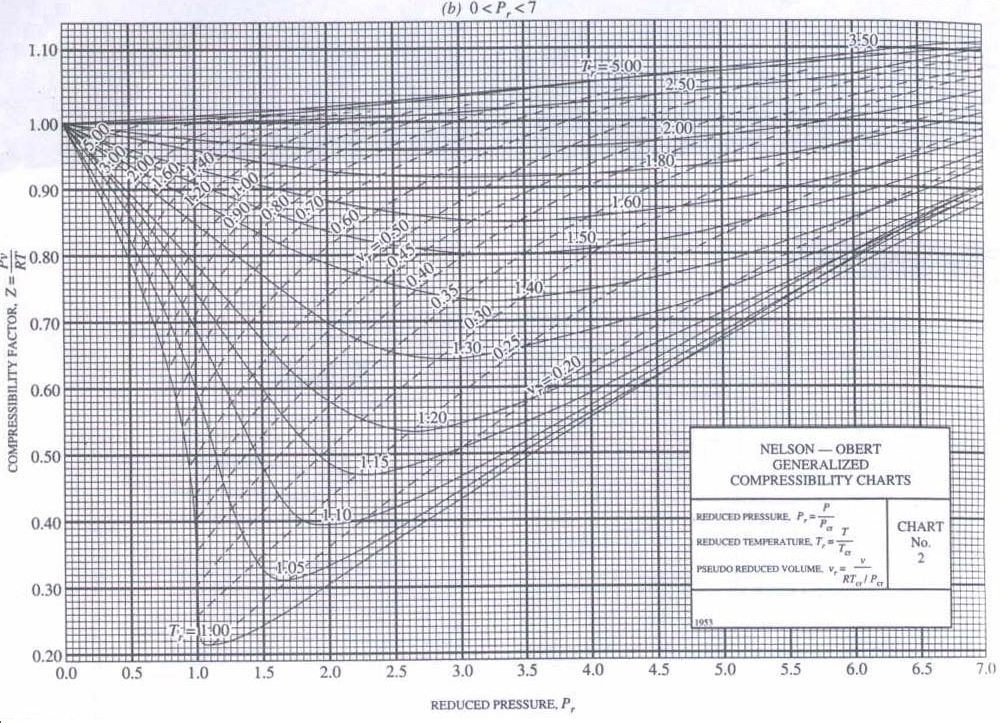 (b) 0 < P_r < 7
COMPRESSIBILITY FACTOR, Z = Pv/RT
1.10
1.00
0.90
0.80
0.70
0.60
0.50
0.40
0.30
0.20
T_r = 5.00
3.50
2.50
2.00
1.80
1.60
1.50
1.40
1.30
1.20
1.15
1.10
1.05
T_r = 1.00
5.00
3.00
2.00
1.60
1.40
1.20
1.00
0.90
0.80
0.70
0.60
v_r = 0.50
0.45
0.40
0.35
0.30
0.25
v_r = 0.20
NELSON — OBERT
GENERALIZED
COMPRESSIBILITY CHARTS
REDUCED PRESSURE, P_r = P/P_cr
REDUCED TEMPERATURE, T_r = T/T_cr
PSEUDO REDUCED VOLUME, v_r = v/RT_cr / P_cr
CHART
No.
2
1953
0.0 0.5 1.0 1.5 2.0 2.5 3.0 3.5 4.0 4.5 5.0 5.5 6.0 6.5 7.0
REDUCED PRESSURE, P_r